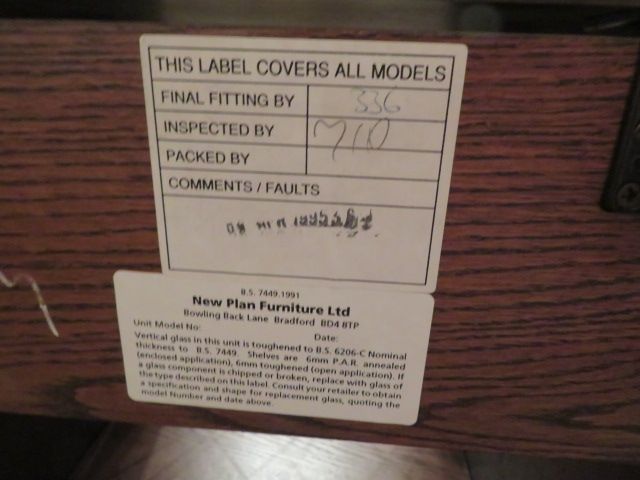 THIS LABEL COVERS ALL MODELS
FINAL FITTING BY 336
INSPECTED BY
PACKED BY
COMMENTS / FAULTS
B.S. 7449.1991
New Plan Furniture Ltd
Bowling Back Lane Bradford BD4 8TP
Unit Model No: Date:
Vertical glass in this unit is toughened to B.S. 6206-C Nominal
thickness to B.S. 7449. Shelves are 6mm P.A.R. annealed
(enclosed application), 6mm toughened (open application). If
a glass component is chipped or broken, replace with glass of
the type described on this label. Consult your retailer to obtain
a specification and shape for replacement glass, quoting the
model Number and date above.